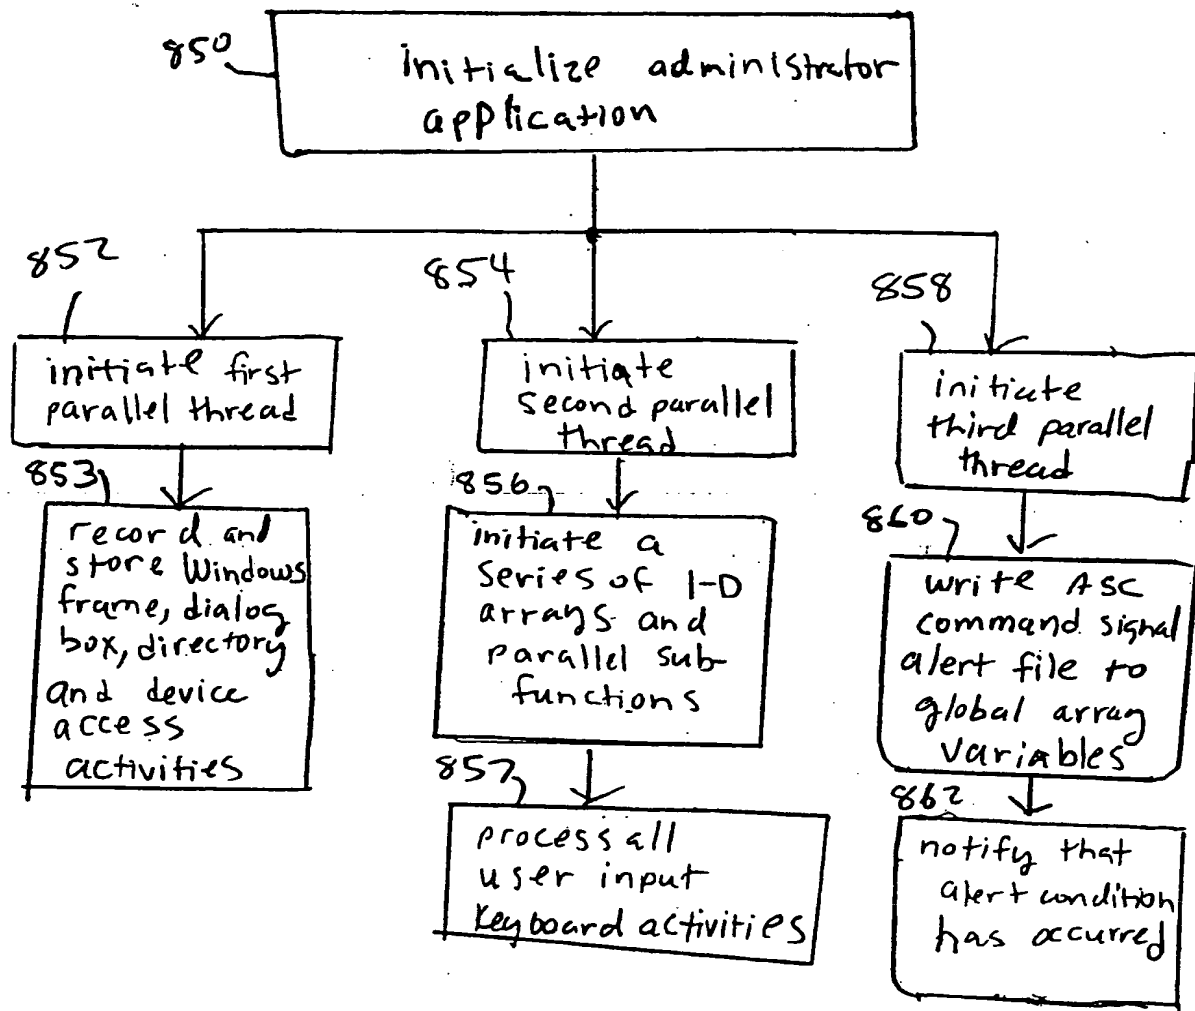 850
initialize administrator
application
852
initiate first
parallel thread
853
record and
store Windows
frame, dialog
box, directory
and device
access
activities
854
initiate
second parallel
thread
856
initiate a
series of 1-D
arrays and
parallel sub-
functions
857
process all
user input
keyboard activities
858
initiate
third parallel
thread
860
write ASC
command signal
alert file to
global array
variables
862
notify that
alert condition
has occurred